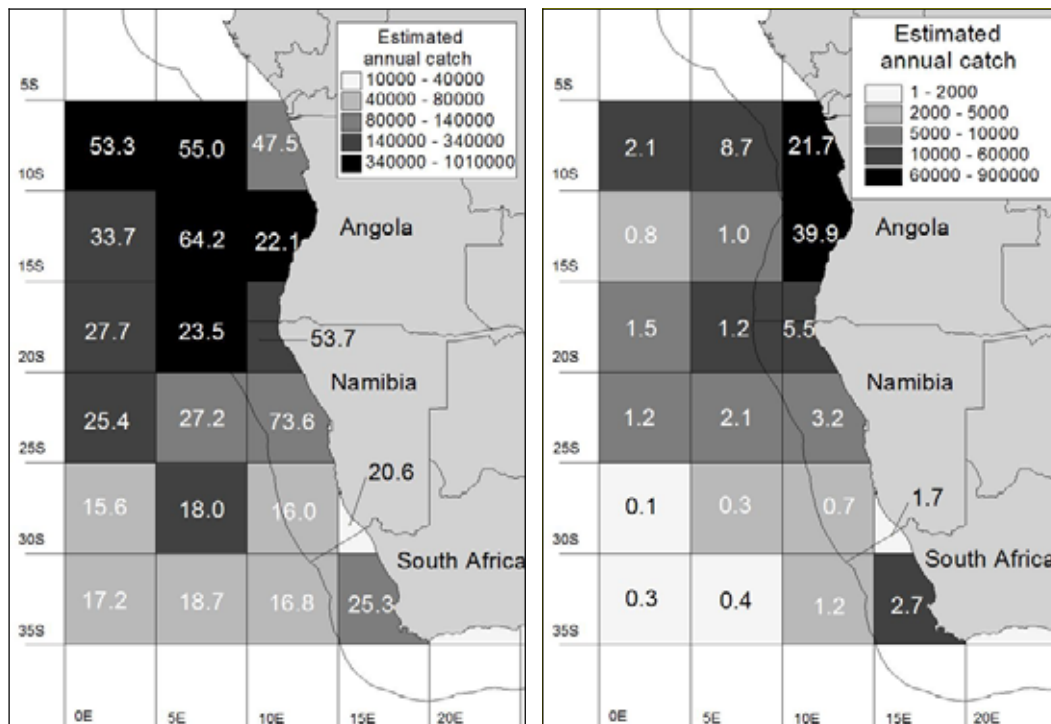 Estimated
annual catch
10000 - 40000
40000 - 80000
80000 - 140000
140000 - 340000
340000 - 1010000
5S
53.3 55.0 47.5
10S
33.7 64.2 22.1 Angola
15S
27.7 23.5 53.7
20S
Namibia
25.4 27.2 73.6
25S
20.6
15.6 18.0 16.0
30S
South Africa
17.2 18.7 16.8 25.3
35S
0E 5E 10E 15E 20E
Estimated
annual catch
1 - 2000
2000 - 5000
5000 - 10000
10000 - 60000
60000 - 900000
5S
2.1 8.7 21.7
10S
0.8 1.0 39.9 Angola
15S
1.5 1.2 5.5
20S
Namibia
1.2 2.1 3.2
25S
1.7
0.1 0.3 0.7
30S
South Africa
0.3 0.4 1.2 2.7
35S
0E 5E 10E 15E 20E